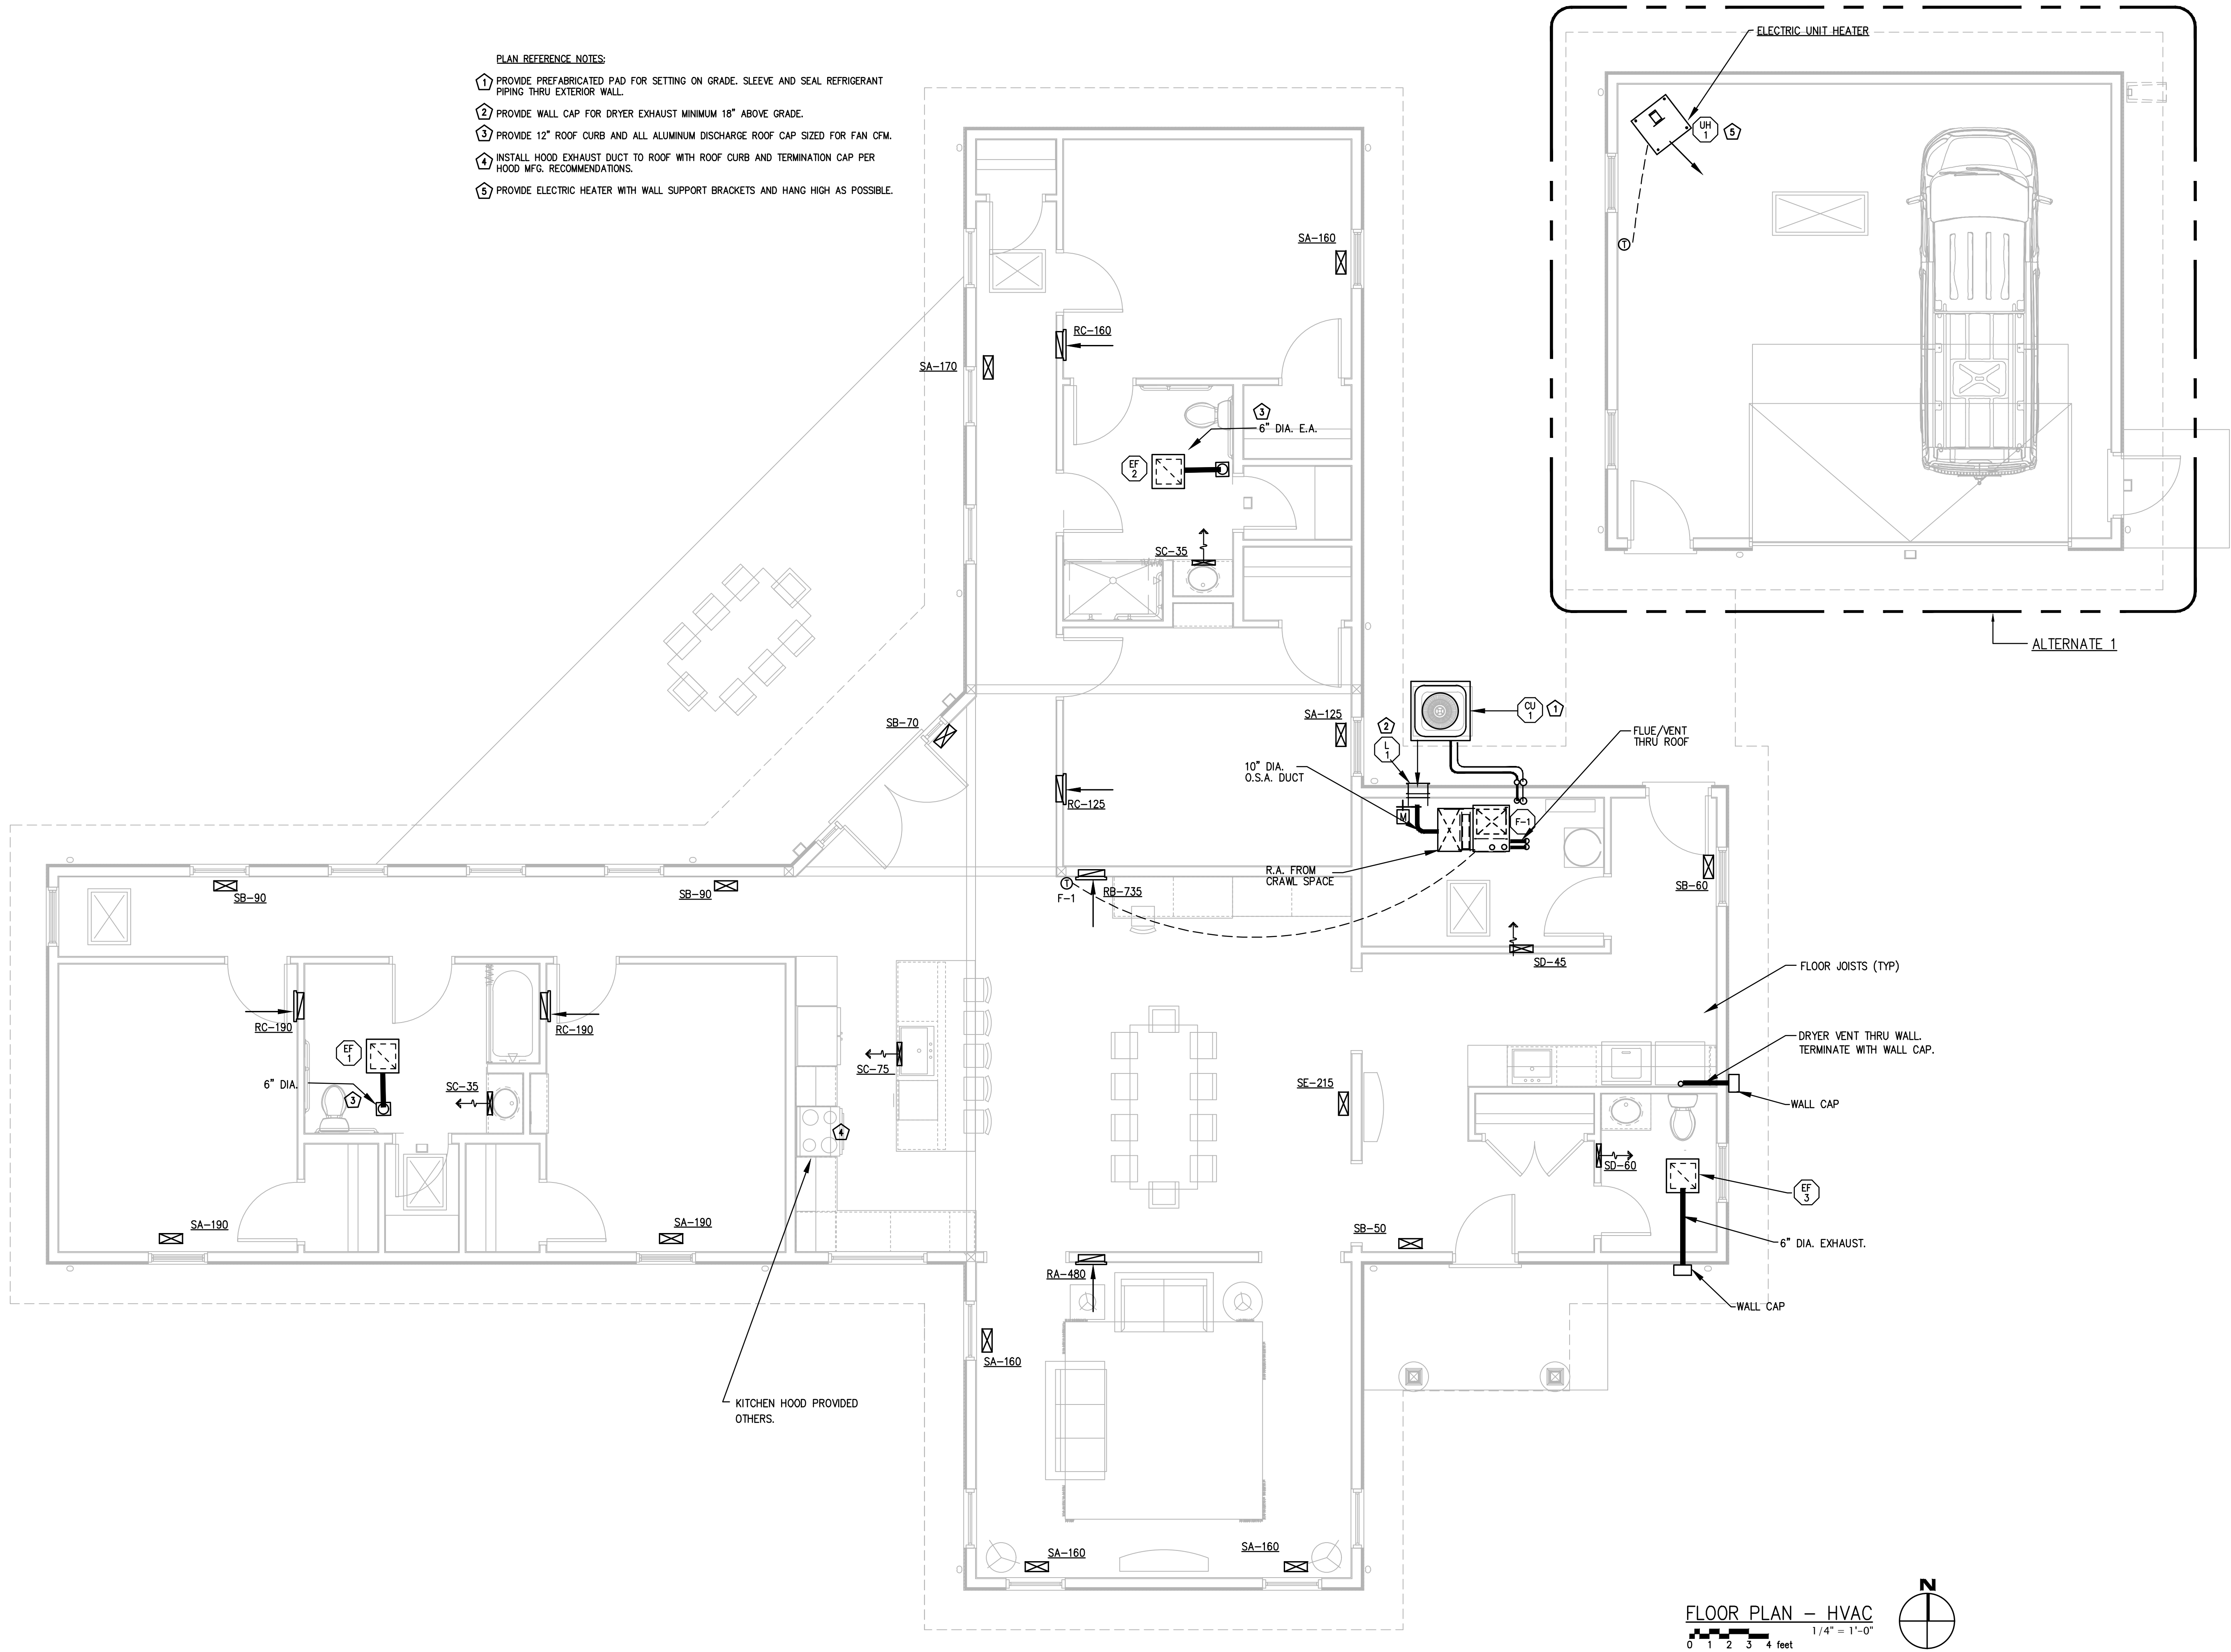 PLAN REFERENCE NOTES:
1 PROVIDE PREFABRICATED PAD FOR SETTING ON GRADE. SLEEVE AND SEAL REFRIGERANT
PIPING THRU EXTERIOR WALL.
2 PROVIDE WALL CAP FOR DRYER EXHAUST MINIMUM 18" ABOVE GRADE.
3 PROVIDE 12" ROOF CURB AND ALL ALUMINUM DISCHARGE ROOF CAP SIZED FOR FAN CFM.
4 INSTALL HOOD EXHAUST DUCT TO ROOF WITH ROOF CURB AND TERMINATION CAP PER
HOOD MFG. RECOMMENDATIONS.
5 PROVIDE ELECTRIC HEATER WITH WALL SUPPORT BRACKETS AND HANG HIGH AS POSSIBLE.
ELECTRIC UNIT HEATER
UH
1
5
T
ALTERNATE 1
SA-160
RC-160
SA-170
3
6" DIA. E.A.
EF
2
SC-35
SB-70
SA-125
RC-125
2
L
1
CU
1
1
FLUE/VENT
THRU ROOF
10" DIA.
O.S.A. DUCT
M
F-1
R.A. FROM
CRAWL SPACE
T
F-1
RB-735
SB-90
SB-90
SB-60
SD-45
FLOOR JOISTS (TYP)
RC-190
RC-190
EF
1
6" DIA.
3
SC-35
SC-75
4
SE-215
DRYER VENT THRU WALL.
TERMINATE WITH WALL CAP.
WALL CAP
SD-60
EF
3
SA-190
SA-190
SB-50
6" DIA. EXHAUST.
RA-480
WALL CAP
SA-160
KITCHEN HOOD PROVIDED
OTHERS.
SA-160
SA-160
N
FLOOR PLAN - HVAC
1/4" = 1'-0"
0 1 2 3 4 feet